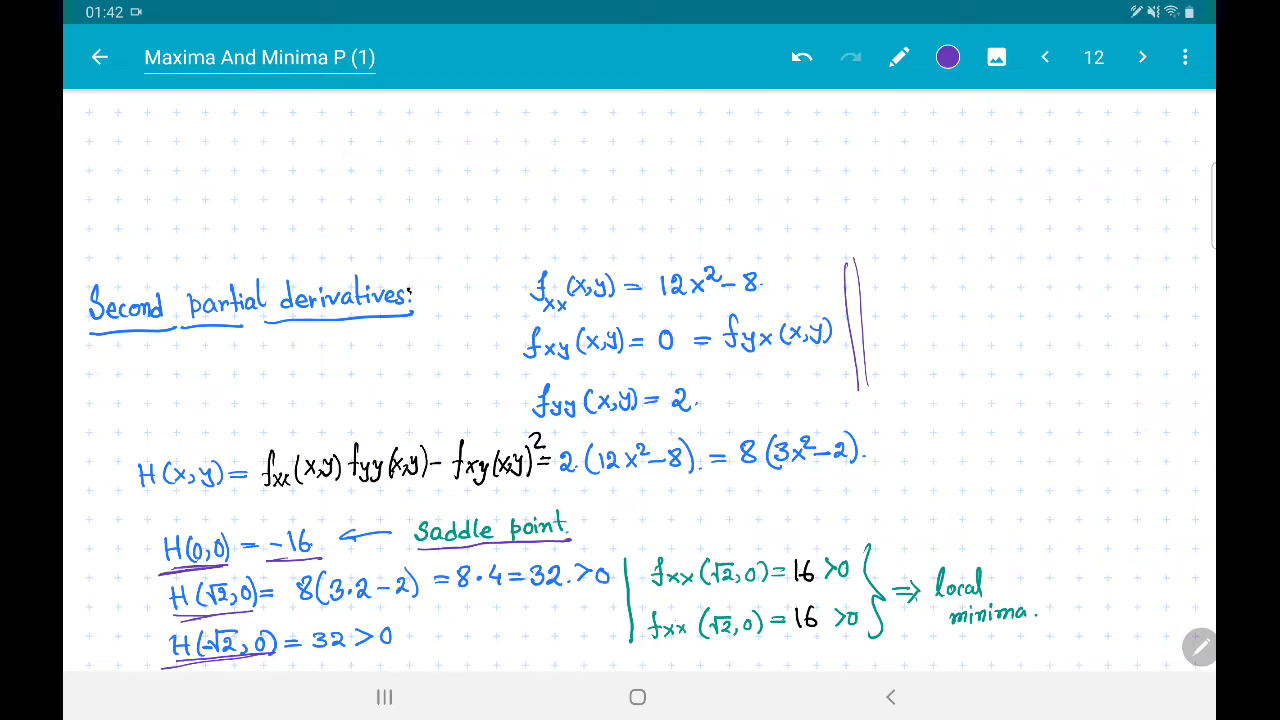 01:42
Maxima And Minima P (1)
12
Second partial derivatives:
fxx (x,y) = 12x² - 8.
fxy (x,y) = 0 = fyx (x,y)
fyy (x,y) = 2.
H(x,y) = fxx (x,y) fyy (x,y) - fxy (x,y)² = 2.(12x² - 8). = 8(3x² - 2).
H(0,0) = -16 ← Saddle point.
H(√2,0) = 8(3·2 - 2) = 8·4 = 32. >0
H(-√2,0) = 32 >0
fxx (√2,0) = 16 >0
fxx (√2,0) = 16 >0
} ⇒ local minima.